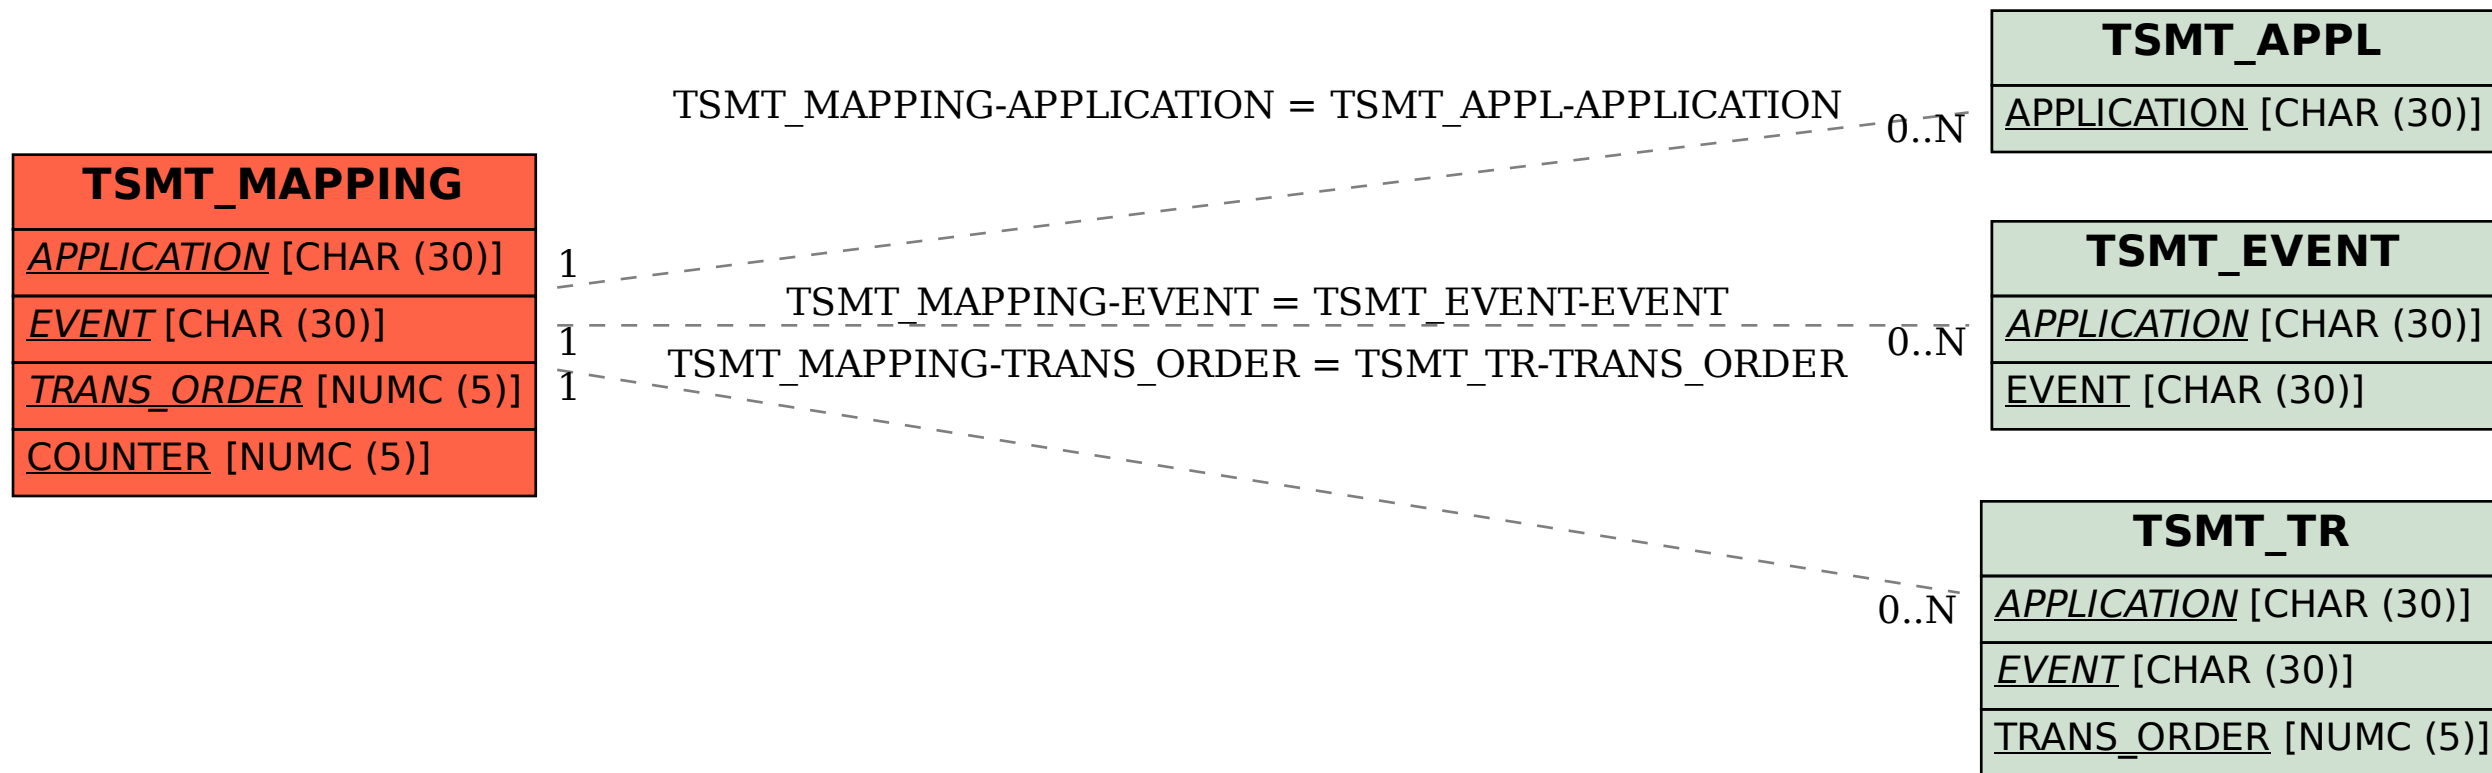 TSMT_MAPPING
APPLICATION [CHAR (30)]
EVENT [CHAR (30)]
TRANS_ORDER [NUMC (5)]
COUNTER [NUMC (5)]
TSMT_MAPPING-APPLICATION = TSMT_APPL-APPLICATION
1
0..N
TSMT_MAPPING-EVENT = TSMT_EVENT-EVENT
1
0..N
TSMT_MAPPING-TRANS_ORDER = TSMT_TR-TRANS_ORDER
1
0..N
TSMT_APPL
APPLICATION [CHAR (30)]
TSMT_EVENT
APPLICATION [CHAR (30)]
EVENT [CHAR (30)]
TSMT_TR
APPLICATION [CHAR (30)]
EVENT [CHAR (30)]
TRANS_ORDER [NUMC (5)]